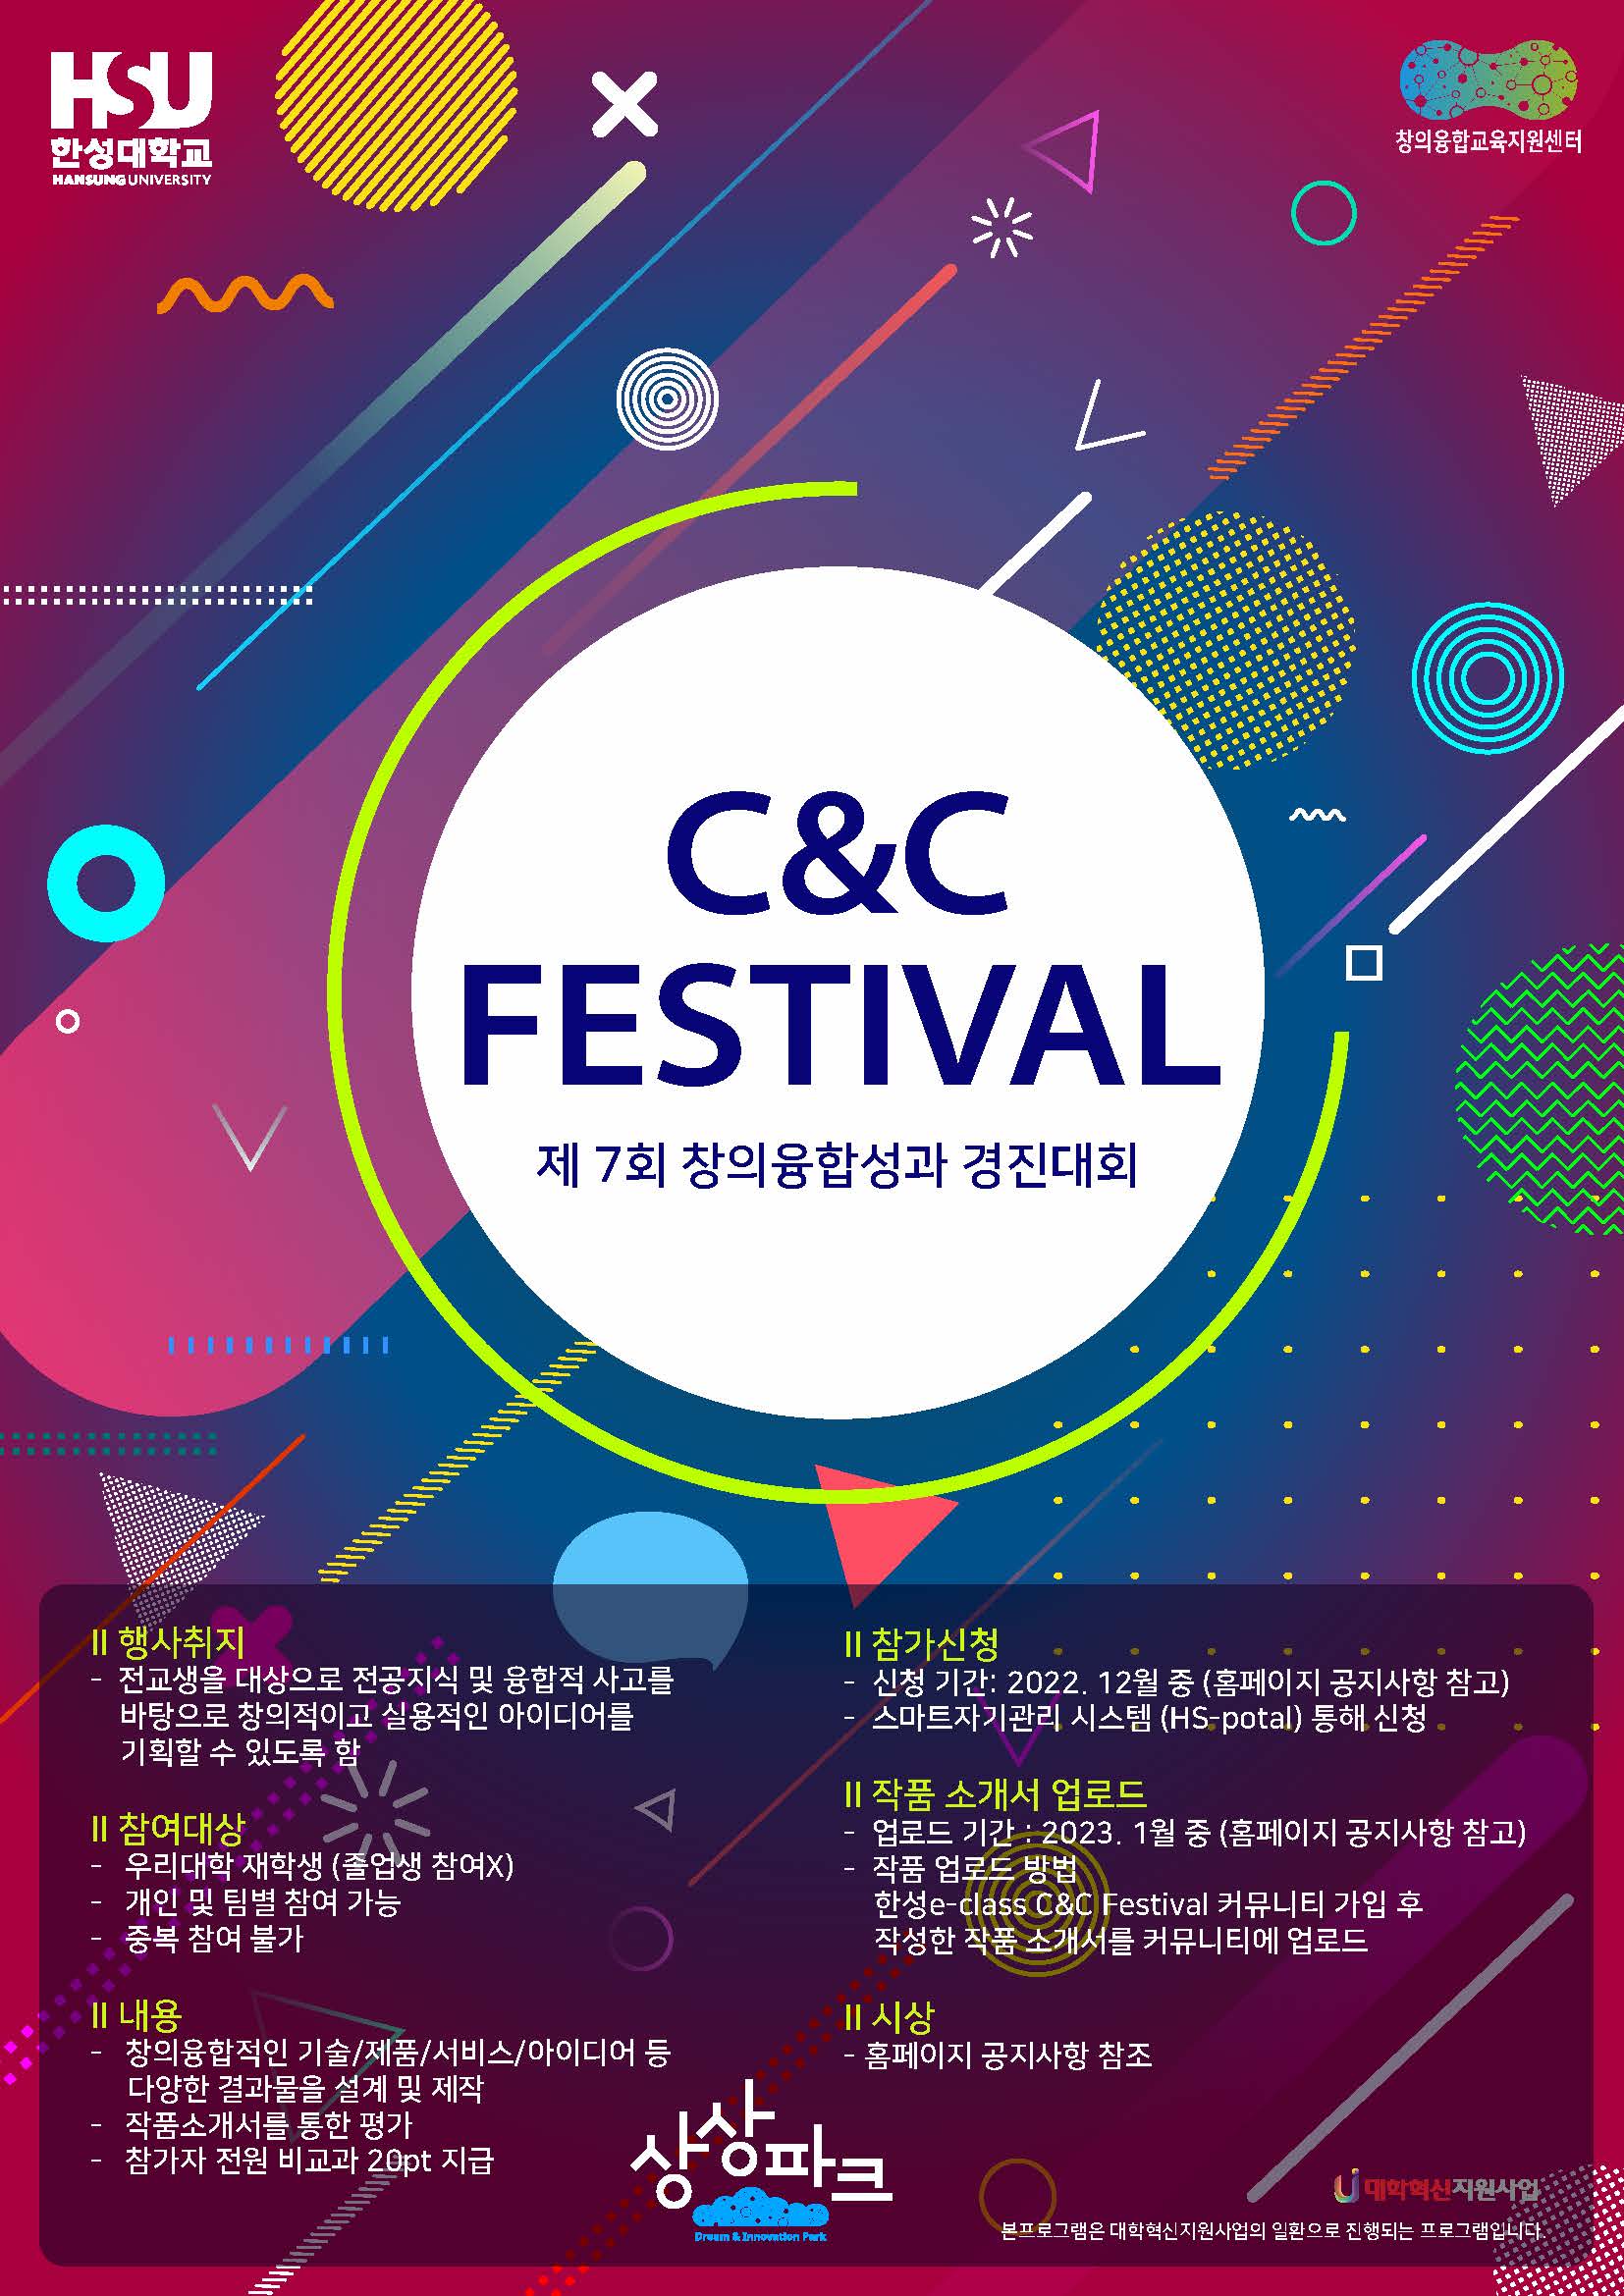 HSU
한성대학교
HANSUNG UNIVERSITY
창의융합교육지원센터
C&C
FESTIVAL
제 7회 창의융합성과 경진대회
II 행사취지
- 전교생을 대상으로 전공지식 및 융합적 사고를
바탕으로 창의적이고 실용적인 아이디어를
기획할 수 있도록 함
II 참여대상
- 우리대학 재학생 (졸업생 참여X)
- 개인 및 팀별 참여 가능
- 중복 참여 불가
II 내용
- 창의융합적인 기술/제품/서비스/아이디어 등
다양한 결과물을 설계 및 제작
- 작품소개서를 통한 평가
- 참가자 전원 비교과 20pt 지급
II 참가신청
- 신청 기간: 2022. 12월 중 (홈페이지 공지사항 참고)
- 스마트자기관리 시스템 (HS-potal) 통해 신청
II 작품 소개서 업로드
- 업로드 기간 : 2023. 1월 중 (홈페이지 공지사항 참고)
- 작품 업로드 방법
한성e-class C&C Festival 커뮤니티 가입 후
작성한 작품 소개서를 커뮤니티에 업로드
II 시상
- 홈페이지 공지사항 참조
상상파크
Dream & Innovation Park
대학혁신지원사업
본프로그램은 대학혁신지원사업의 일환으로 진행되는 프로그램입니다.